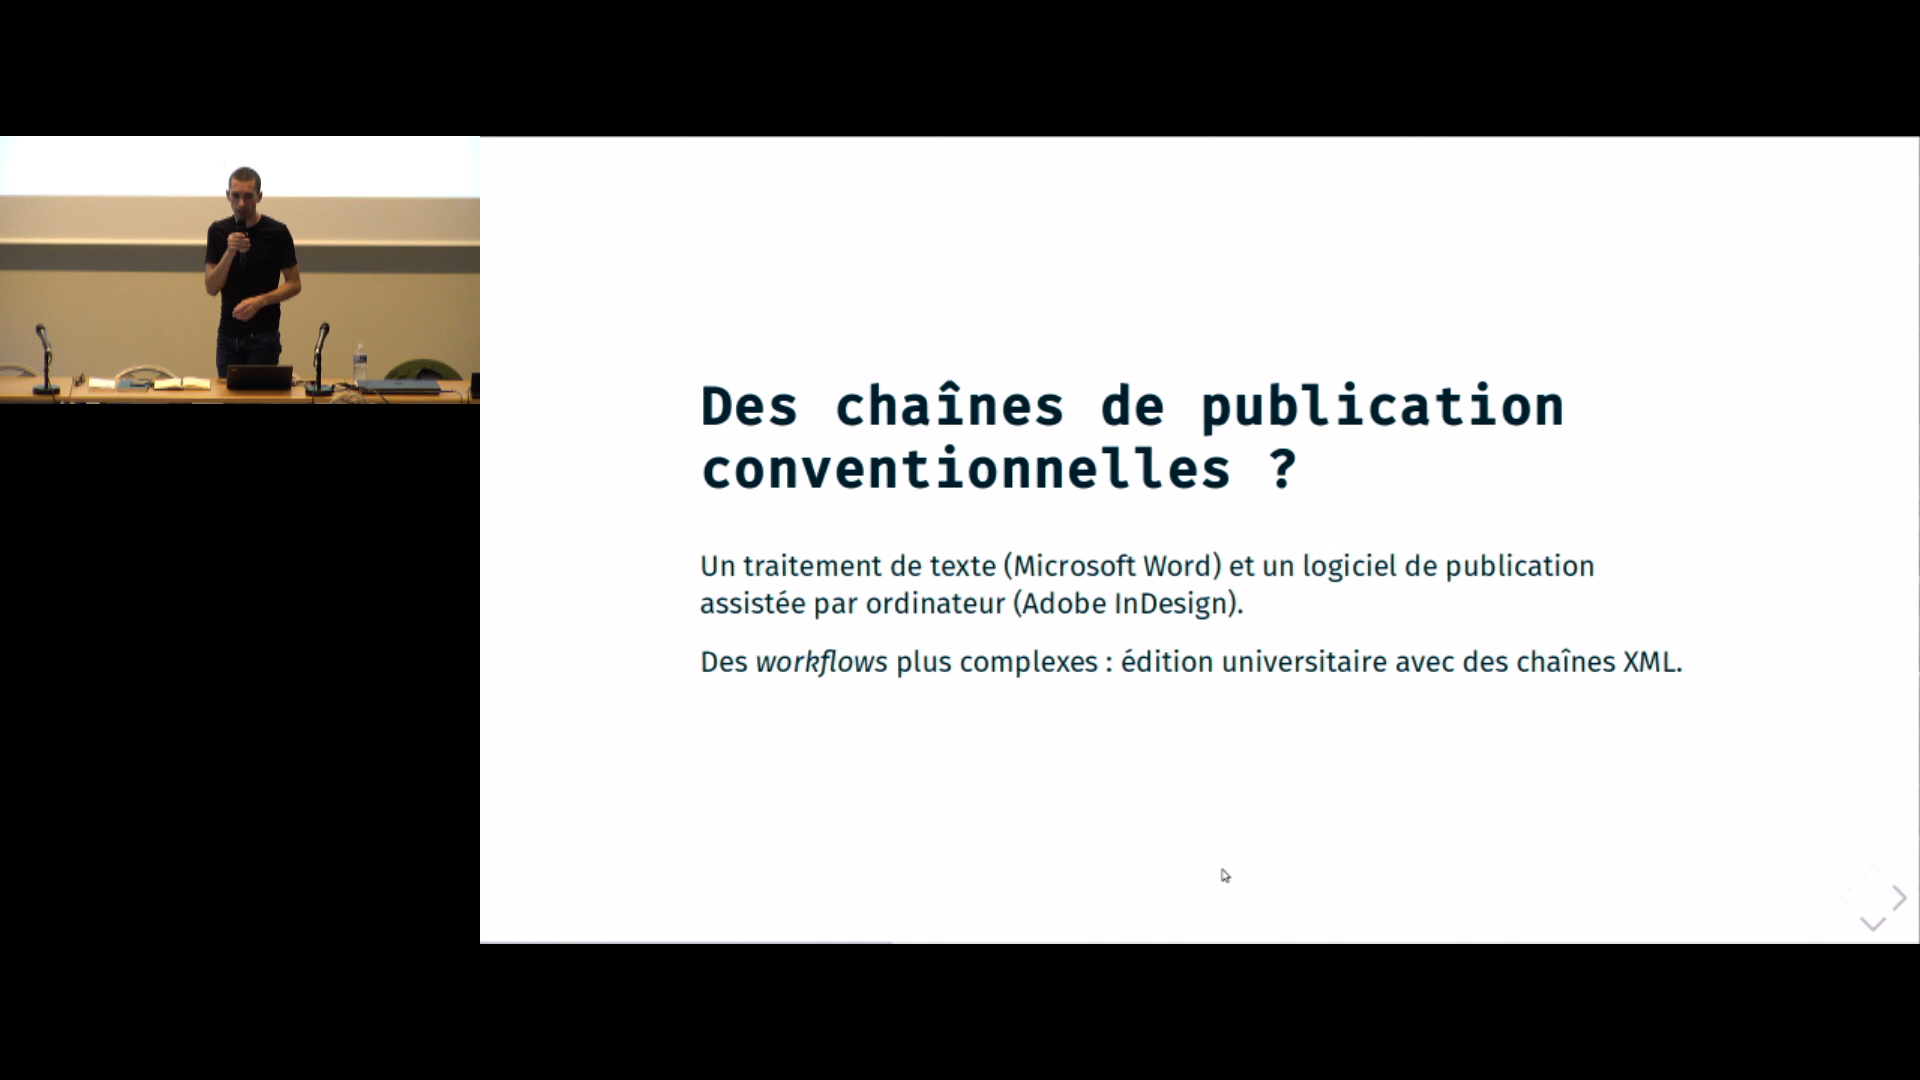 Des chaînes de publication
conventionnelles ?
Un traitement de texte (Microsoft Word) et un logiciel de publication
assistée par ordinateur (Adobe InDesign).
Des workflows plus complexes : édition universitaire avec des chaînes XML.